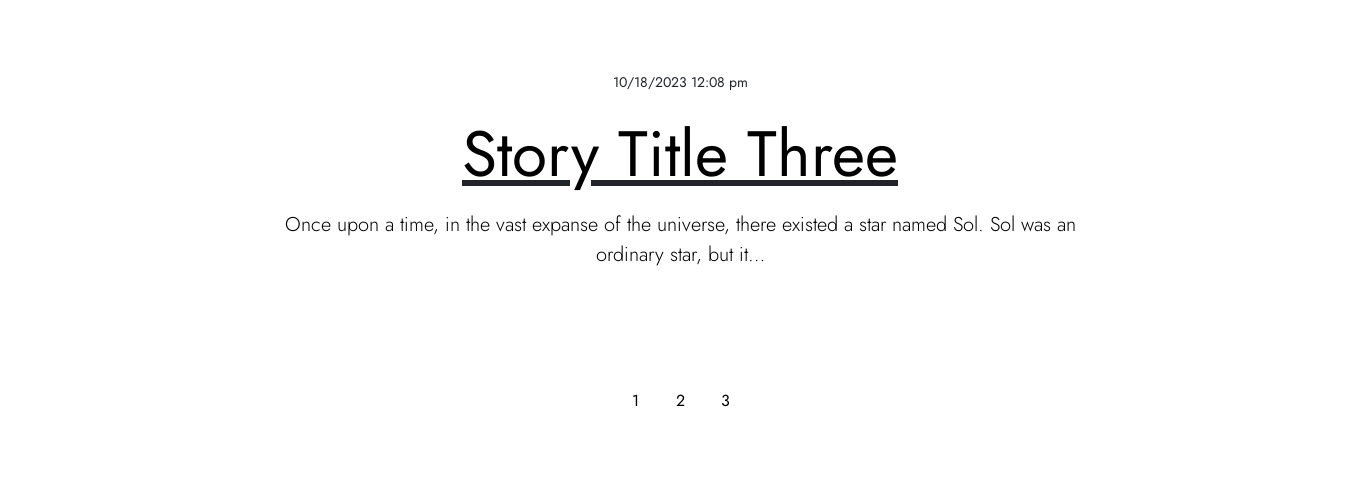 10/18/2023 12:08 pm
Story Title Three
Once upon a time, in the vast expanse of the universe, there existed a star named Sol. Sol was an
ordinary star, but it...
1 2 3